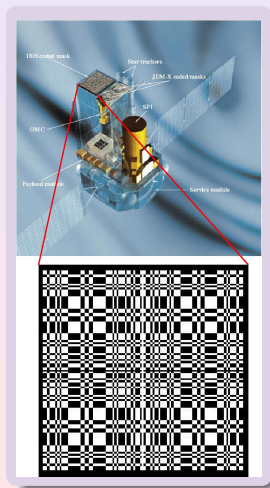 IBIS coded mask
Star trackers
JEM-X coded masks
SPI
OMC
Payload module
Service module